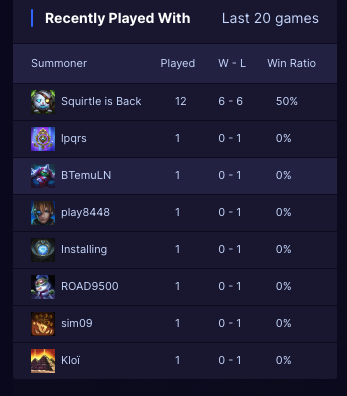 Recently Played With Last 20 games
Summoner Played W - L Win Ratio
Squirtle is Back 12 6 - 6 50%
lpqrs 1 0 - 1 0%
BTemuLN 1 0 - 1 0%
play8448 1 0 - 1 0%
Installing 1 0 - 1 0%
ROAD9500 1 0 - 1 0%
sim09 1 0 - 1 0%
Kloï 1 0 - 1 0%